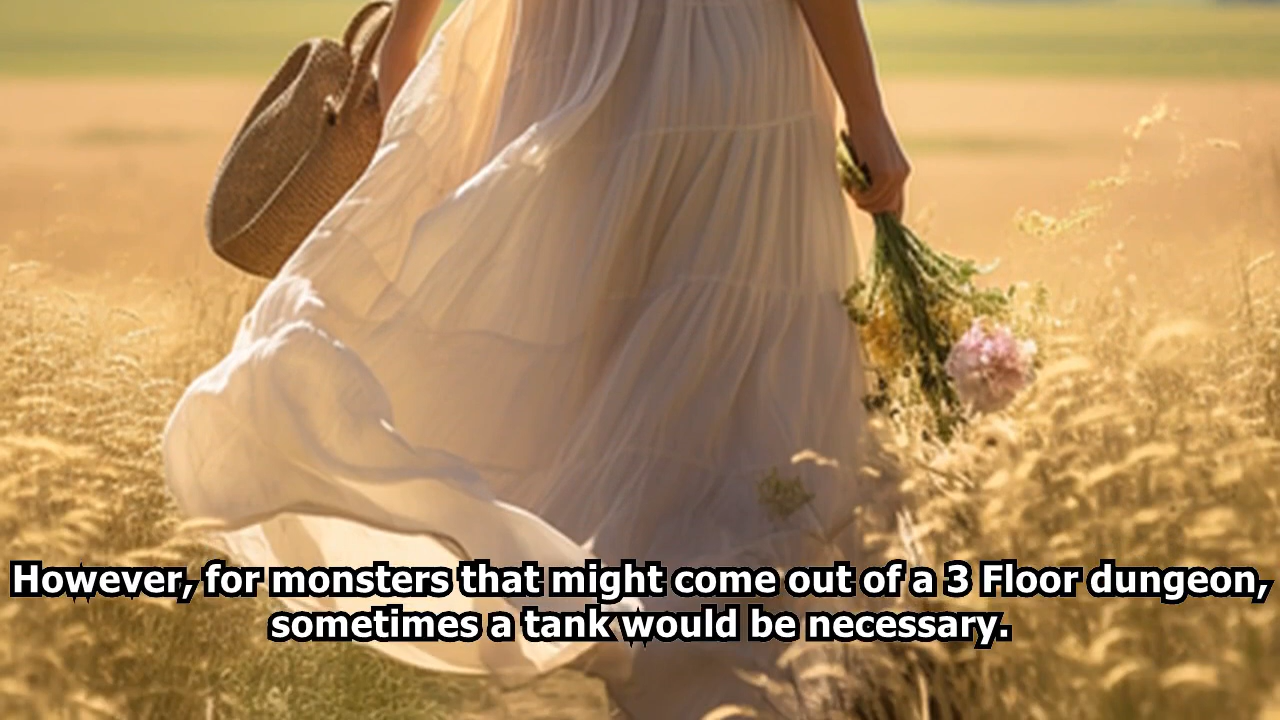 However, for monsters that might come out of a 3 Floor dungeon,
sometimes a tank would be necessary.